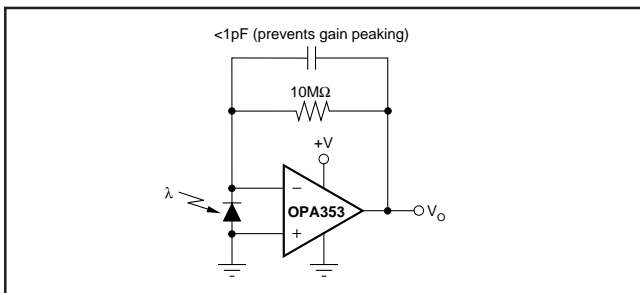 <1pF (prevents gain peaking)
10MΩ
+V
λ
−
OPA353
+
V_O